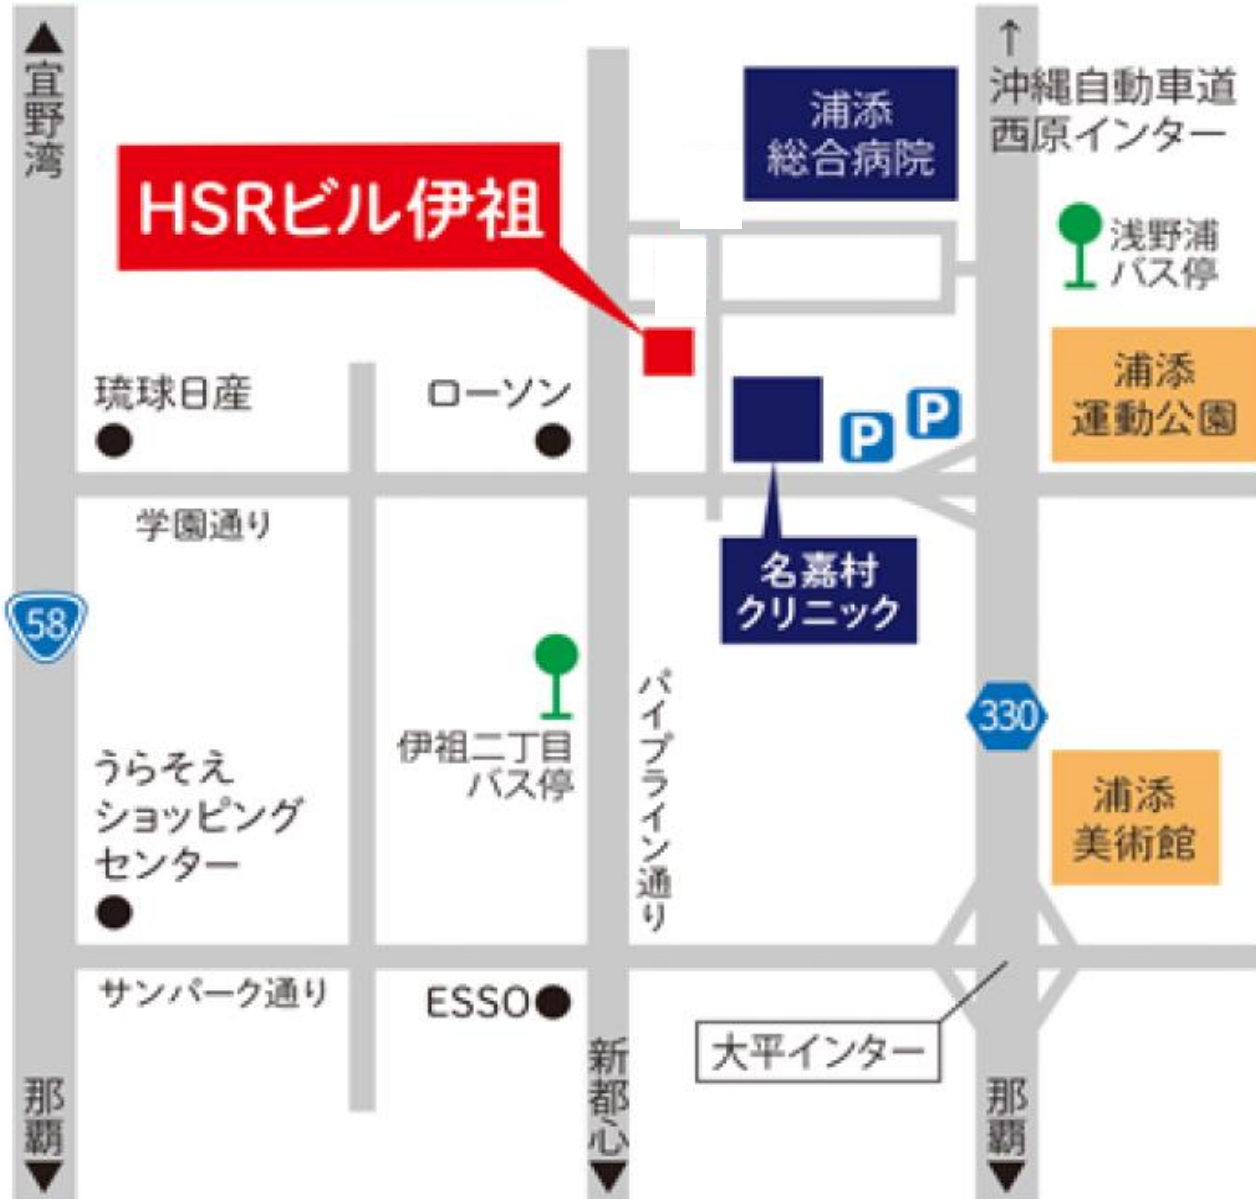 宜野湾
↑
沖縄自動車道
西原インター
浦添
総合病院
HSRビル伊祖
浅野浦
バス停
浦添
運動公園
琉球日産
ローソン
P
P
学園通り
名嘉村
クリニック
58
330
パイプライン通り
伊祖二丁目
バス停
うらそえ
ショッピング
センター
浦添
美術館
サンパーク通り
ESSO
大平インター
那覇
新都心
那覇